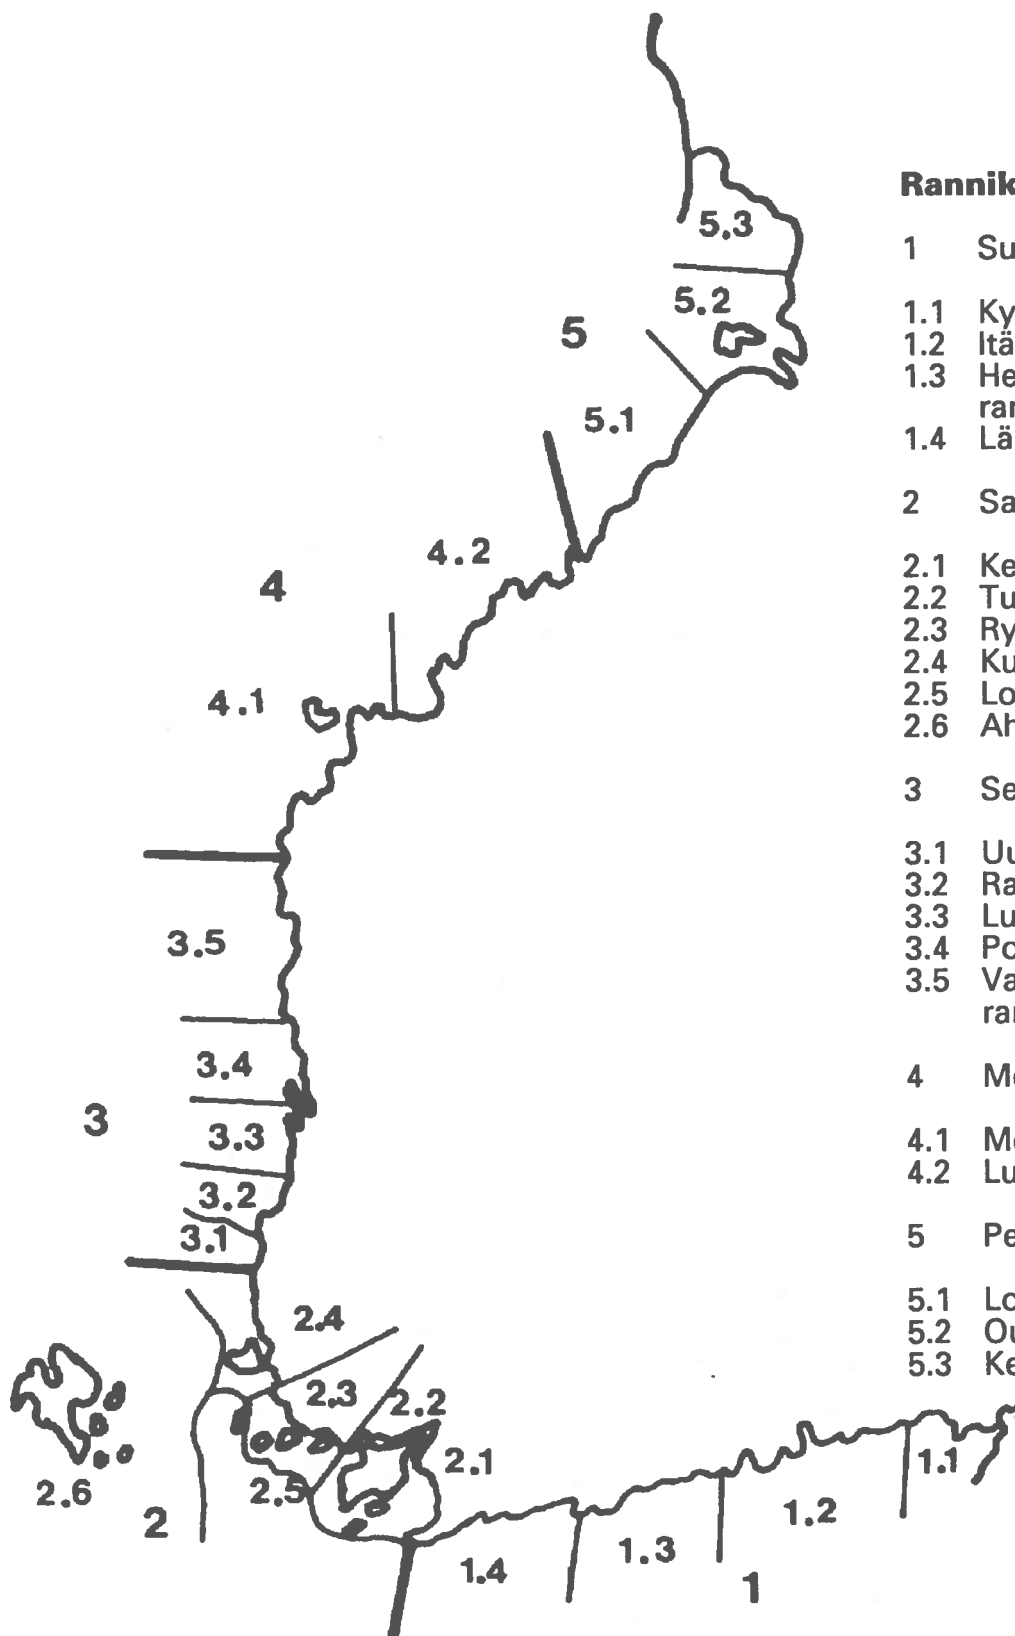 Rannik
1 Su
1.1 Ky
1.2 Itä
1.3 He
ran
1.4 Lä
2 Sa
2.1 Ke
2.2 Tu
2.3 Ry
2.4 Ku
2.5 Lo
2.6 Ah
3 Se
3.1 Uu
3.2 Ra
3.3 Lu
3.4 Po
3.5 Va
ran
4 Me
4.1 Me
4.2 Lu
5 Pe
5.1 Lo
5.2 Ou
5.3 Ke
5.3
5.2
5
5.1
4.2
4
4.1
3.5
3.4
3
3.3
3.2
3.1
2.4
2.3
2.2
2.1
2.6
2.5
2
1.1
1.2
1.3
1.4
1